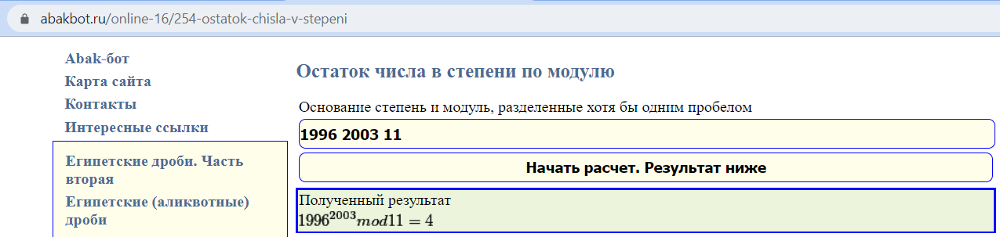 abakbot.ru/online-16/254-ostatok-chisla-v-stepeni
Abak-бот
Карта сайта
Контакты
Интересные ссылки
Египетские дроби. Часть
вторая
Египетские (аликвотные)
дроби
Остаток числа в степени по модулю
Основание степень и модуль, разделенные хотя бы одним пробелом
1996 2003 11
Начать расчет. Результат ниже
Полученный результат
1996^2003 mod11 = 4